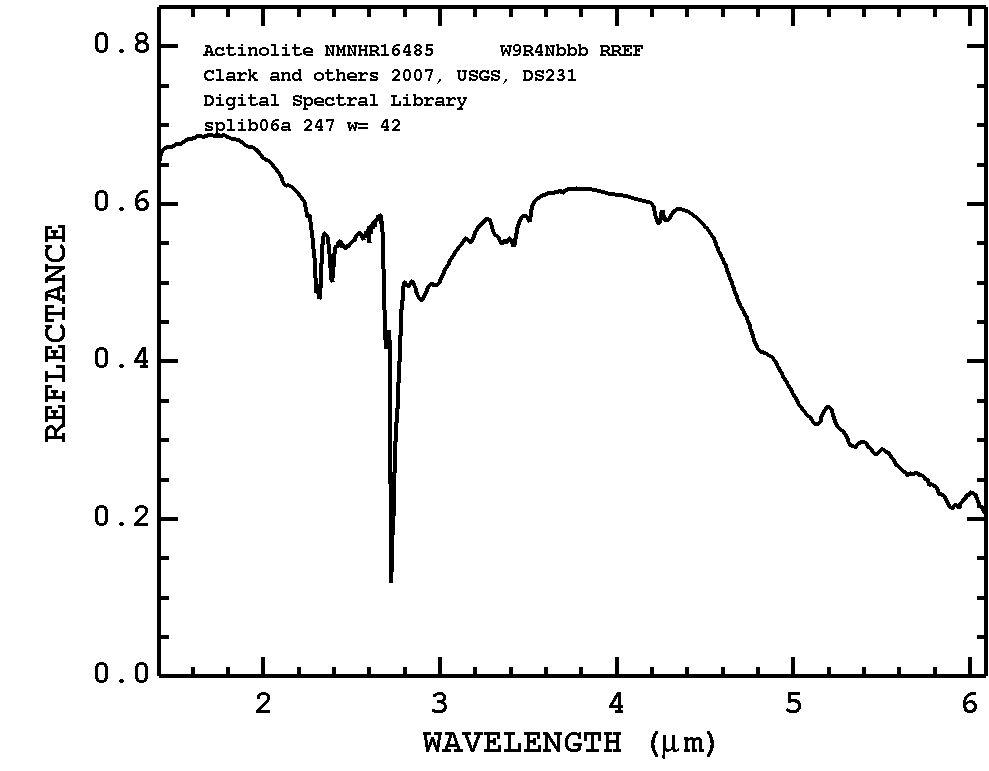 Actinolite NMNHR16485 W9R4Nbbb RREF
Clark and others 2007, USGS, DS231
Digital Spectral Library
splib06a 247 w= 42
REFLECTANCE
0.8
0.6
0.4
0.2
0.0
2 3 4 5 6
WAVELENGTH (μm)